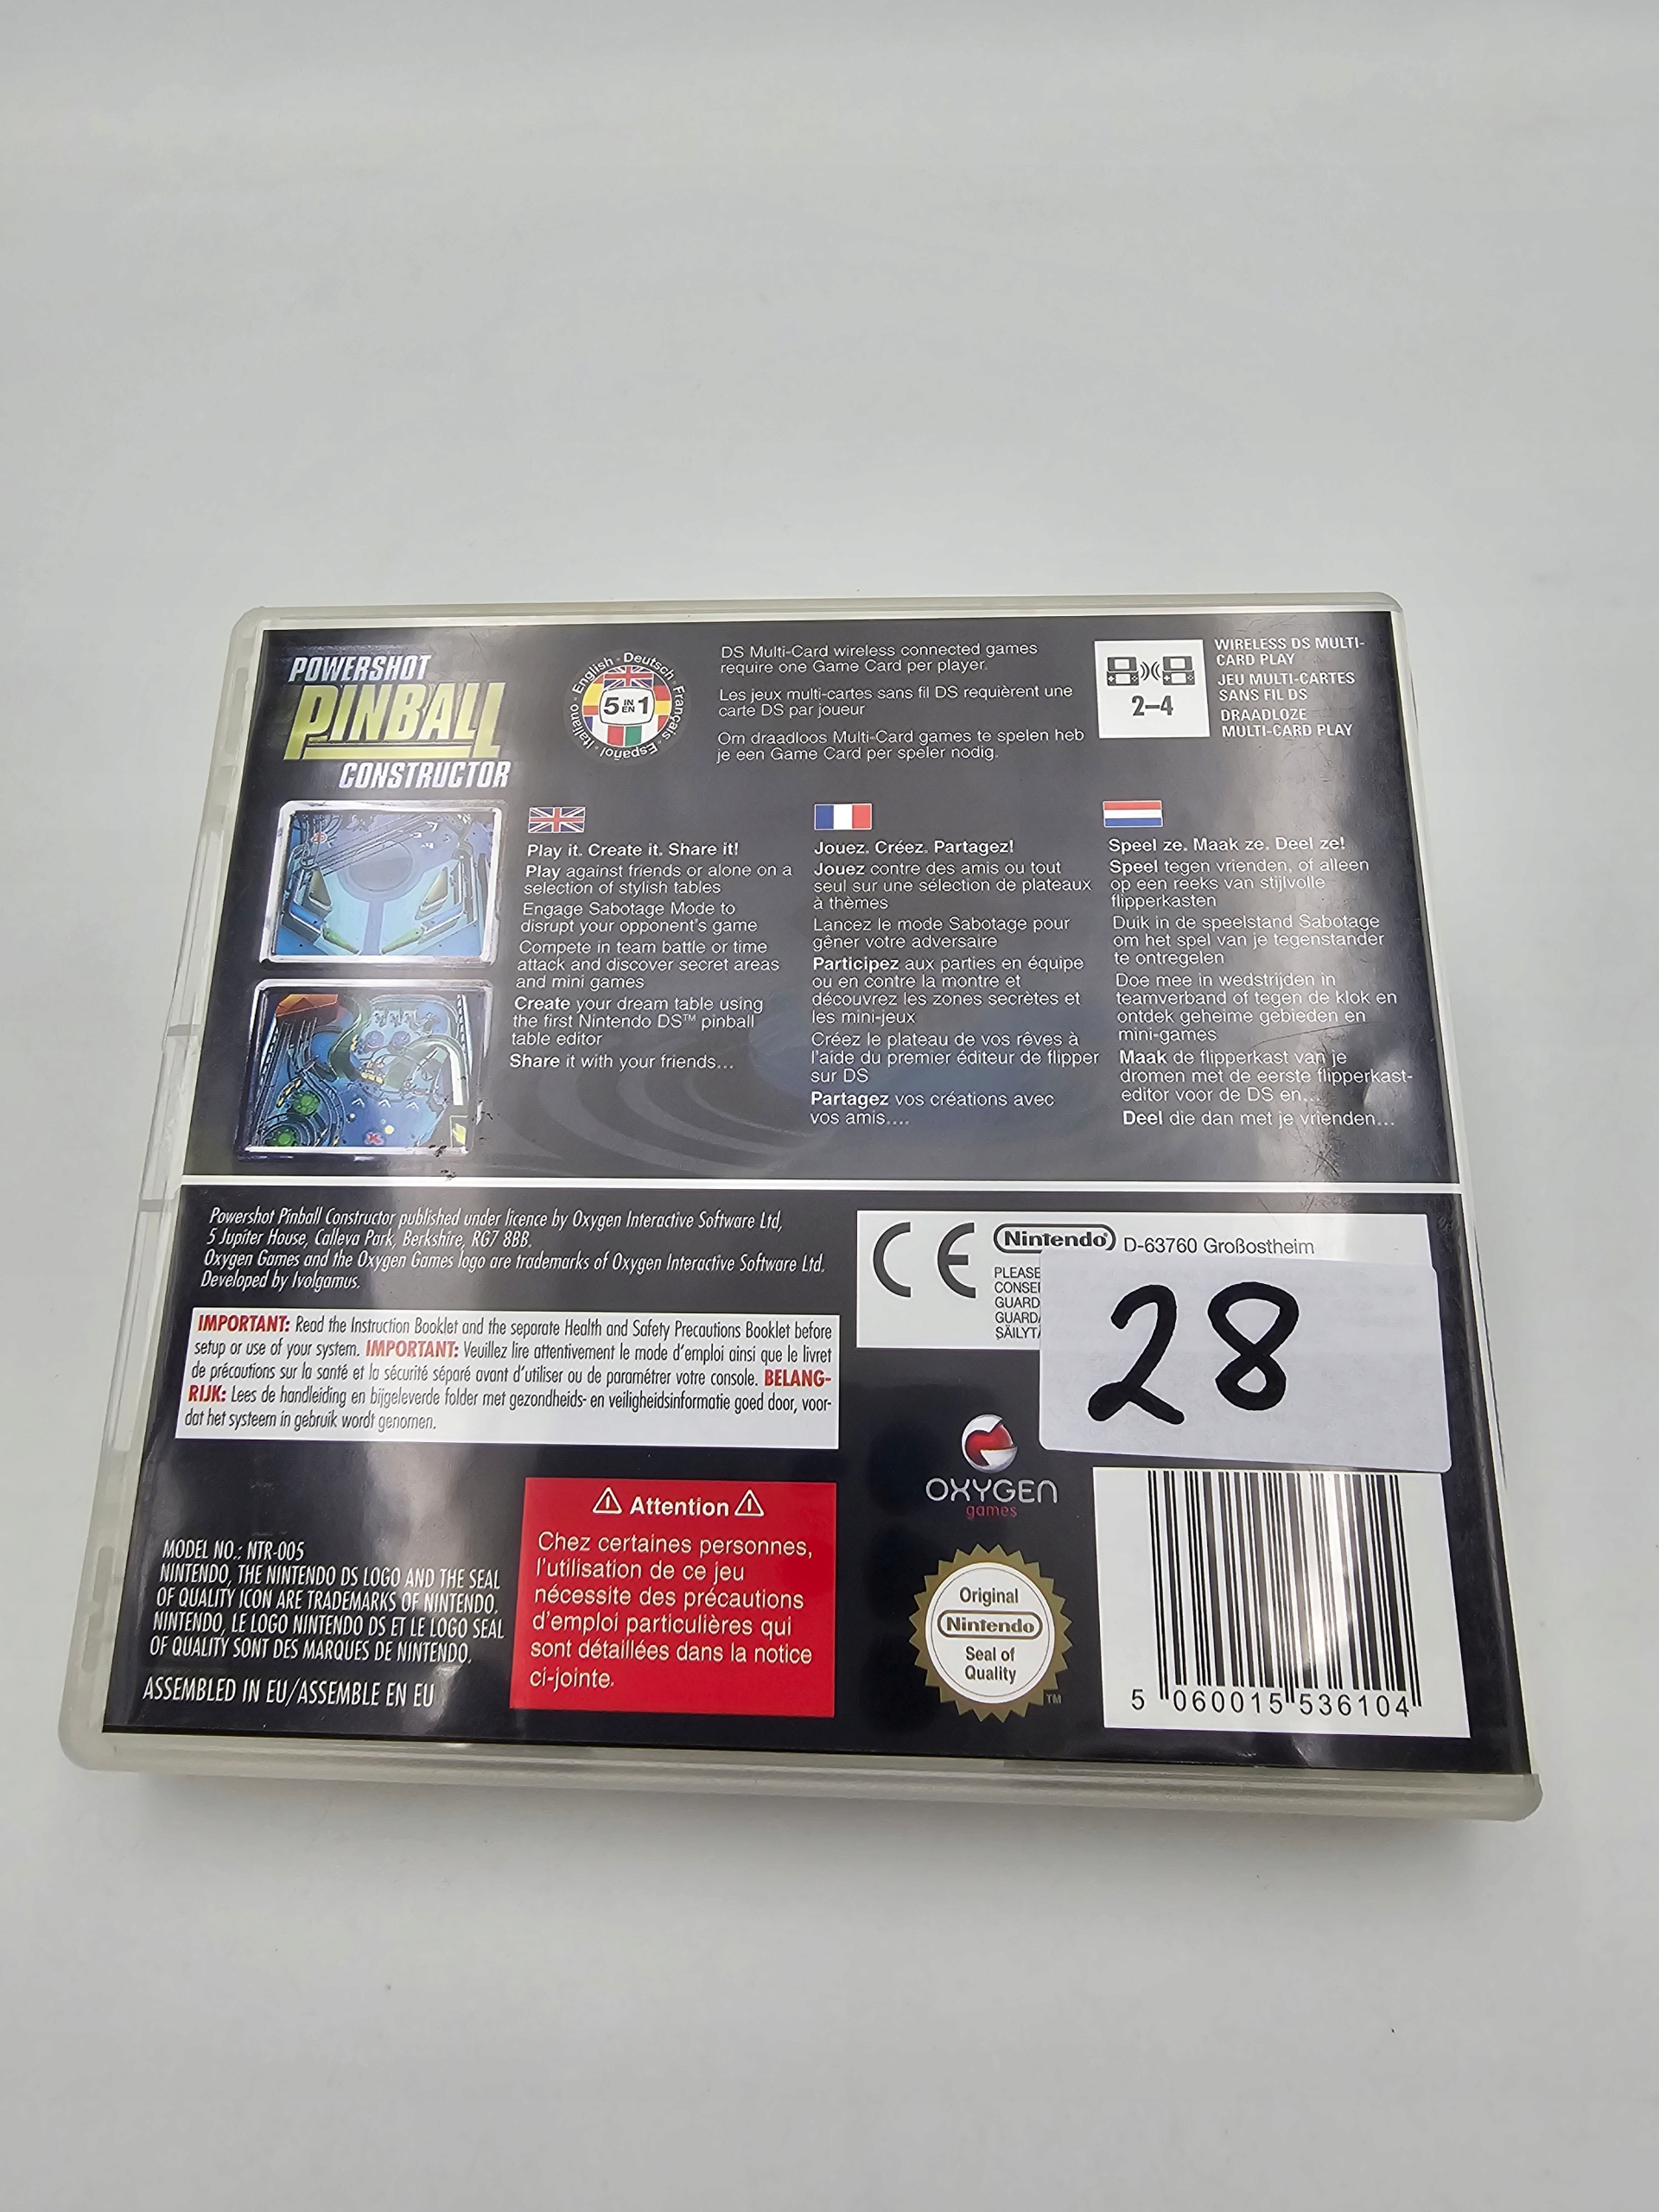 POWERSHOT
PINBALL
CONSTRUCTOR
English - Deutsch - Français - Español - Italiano
5 IN EN 1
DS Multi-Card wireless connected games
require one Game Card per player.
Les jeux multi-cartes sans fil DS requièrent une
carte DS par joueur
Om draadloos Multi-Card games te spelen heb
je een Game Card per speler nodig.
2–4
WIRELESS DS MULTI-
CARD PLAY
JEU MULTI-CARTES
SANS FIL DS
DRAADLOZE
MULTI-CARD PLAY
Play it. Create it. Share it!
Play against friends or alone on a
selection of stylish tables
Engage Sabotage Mode to
disrupt your opponent's game
Compete in team battle or time
attack and discover secret areas
and mini games
Create your dream table using
the first Nintendo DS™ pinball
table editor
Share it with your friends...
Jouez. Créez. Partagez!
Jouez contre des amis ou tout
seul sur une sélection de plateaux
à thèmes
Lancez le mode Sabotage pour
gêner votre adversaire
Participez aux parties en équipe
ou en contre la montre et
découvrez les zones secrètes et
les mini-jeux
Créez le plateau de vos rêves à
l'aide du premier éditeur de flipper
sur DS
Partagez vos créations avec
vos amis....
Speel ze. Maak ze. Deel ze!
Speel tegen vrienden, of alleen
op een reeks van stijlvolle
flipperkasten
Duik in de speelstand Sabotage
om het spel van je tegenstander
te ontregelen
Doe mee in wedstrijden in
teamverband of tegen de klok en
ontdek geheime gebieden en
mini-games
Maak de flipperkast van je
dromen met de eerste flipperkast-
editor voor de DS en...
Deel die dan met je vrienden...
Powershot Pinball Constructor published under licence by Oxygen Interactive Software Ltd,
5 Jupiter House, Calleva Park, Berkshire, RG7 8BB.
Oxygen Games and the Oxygen Games logo are trademarks of Oxygen Interactive Software Ltd.
Developed by Ivolgamus.
IMPORTANT: Read the Instruction Booklet and the separate Health and Safety Precautions Booklet before
setup or use of your system. IMPORTANT: Veuillez lire attentivement le mode d'emploi ainsi que le livret
de précautions sur la santé et la sécurité séparé avant d'utiliser ou de paramétrer votre console. BELANG-
RIJK: Lees de handleiding en bijgeleverde folder met gezondheids- en veiligheidsinformatie goed door, voor-
dat het systeem in gebruik wordt genomen.
CE
Nintendo® D-63760 Großostheim
PLEASE
CONSE
GUARD
GUARD
SÄILYT
28
OXYGEN
games
MODEL NO.: NTR-005
NINTENDO, THE NINTENDO DS LOGO AND THE SEAL
OF QUALITY ICON ARE TRADEMARKS OF NINTENDO.
NINTENDO, LE LOGO NINTENDO DS ET LE LOGO SEAL
OF QUALITY SONT DES MARQUES DE NINTENDO.
ASSEMBLED IN EU/ASSEMBLE EN EU
Attention
Chez certaines personnes,
l'utilisation de ce jeu
nécessite des précautions
d'emploi particulières qui
sont détaillées dans la notice
ci-jointe.
Original
Nintendo
Seal of
Quality
TM
5 060015 536104